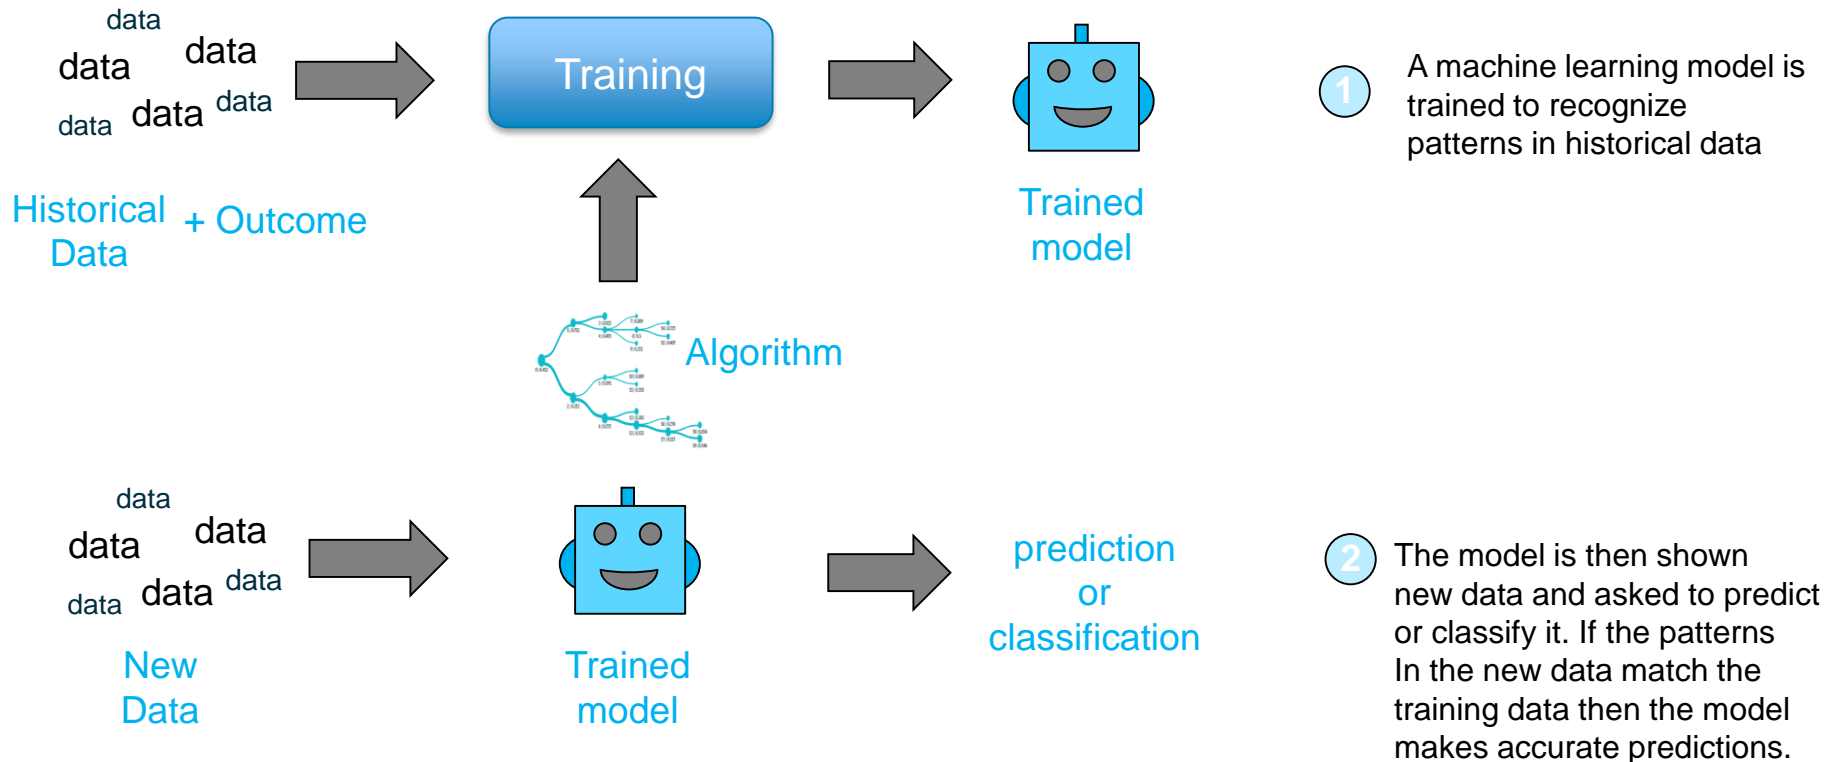 data
data
data
data
data
data
Historical
Data
+ Outcome
Training
Trained
model
1
A machine learning model is
trained to recognize
patterns in historical data
Algorithm
data
data
data
data
data
data
New
Data
Trained
model
prediction
or
classification
2
The model is then shown
new data and asked to predict
or classify it. If the patterns
In the new data match the
training data then the model
makes accurate predictions.